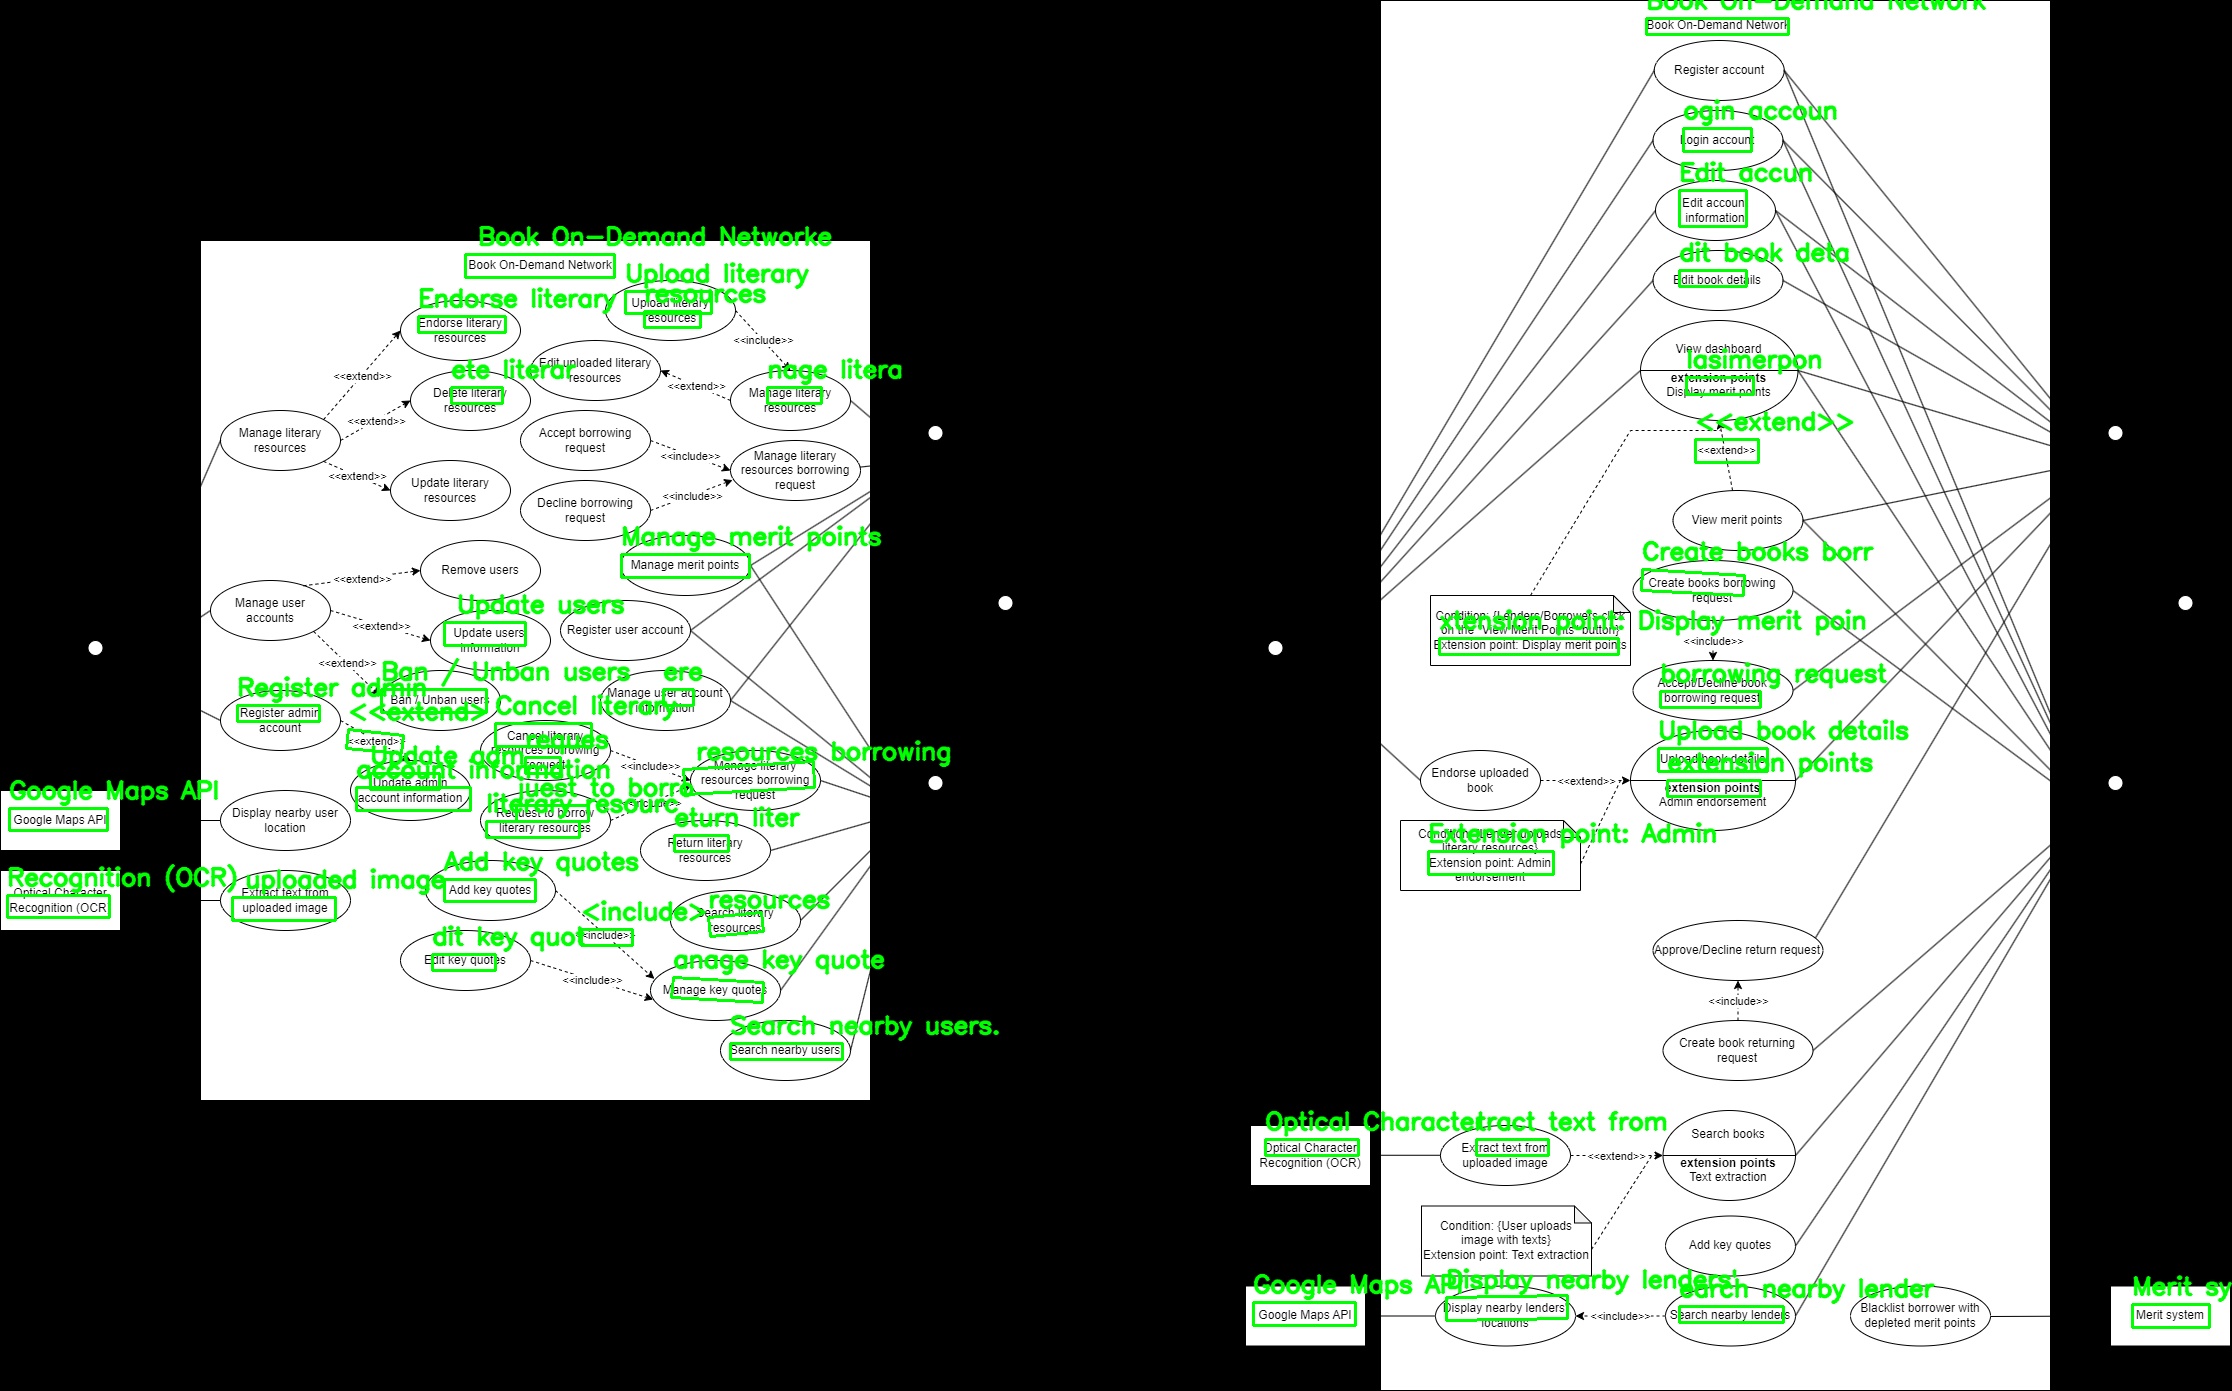 Book On-Demand Networke
Book On-Demand Network
Upload literary
resources
Upload literary
resources
Endorse literary
Endorse literary
resources
<<include>>
Edit uploaded literary
resources
ete literar
Delete literary
resources
nage litera
Manage literary
resources
<<extend>>
<<extend>>
<<extend>>
Manage literary
resources
Accept borrowing
request
<<include>>
Manage literary
resources borrowing
request
<<extend>>
Update literary
resources
Decline borrowing
request
<<include>>
Manage merit points
Manage merit points
Remove users
<<extend>>
Manage user
accounts
Update users
Update users
information
<<extend>>
Register user account
<<extend>>
Ban / Unban users
Ban / Unban users
ere
Manage user account
information
Register admin
Register admin
account
<<extend>
<<extend>>
Cancel literary
Cancel literary
reques
resources borrowing
request
<<include>>
resources borrowing
Manage literary
resources borrowing
request
Update adm
account information
Update admin
account information
juest to borro
literary resourc
Request to borrow
literary resources
<<include>>
Google Maps API
Google Maps API
Display nearby user
location
eturn liter
Return literary
resources
Recognition (OCR)
Optical Character
Recognition (OCR
uploaded image
Extract text from
uploaded image
Add key quotes
Add key quotes
resources
Search literary
resources
<include>
<<include>>
dit key quot
Edit key quotes
<<include>>
anage key quote
Manage key quotes
Search nearby users.
Search nearby users
Book On-Demand Network
Book On-Demand Network
Register account
ogin accoun
Login account
Edit accun
Edit accoun
information
dit book deta
Edit book details
View dashboard
lasimerpon
extension points
Display merit points
<<extend>>
<<extend>>
View merit points
Create books borr
Create books borrowing
request
Condition: {Lenders/Borrowers click
on the "View Merit Points" button}
xtension point: Display merit poin
Extension point: Display merit points
<<include>>
borrowing request
Accept/Decline book
borrowing request
Upload book details
Upload book details
extension points
extension points
Admin endorsement
Endorse uploaded
book
<<extend>>
Condition: {Lender uploads
literary resources}
Extension point: Admin
Extension point: Admin
endorsement
Approve/Decline return request
<<include>>
Create book returning
request
Optical Character
Optical Character
Recognition (OCR)
tract text from
Extract text from
uploaded image
<<extend>>
Search books
extension points
Text extraction
Condition: {User uploads
image with texts}
Extension point: Text extraction
Add key quotes
Google Maps API
Google Maps API
Display nearby lenders'
Display nearby lenders
locations
<<include>>
earch nearby lender
Search nearby lenders
Blacklist borrower with
depleted merit points
Merit sy
Merit system